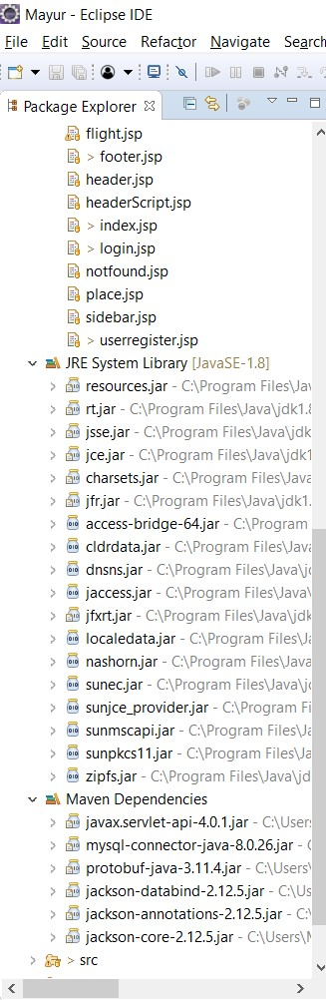 Mayur - Eclipse IDE
File Edit Source Refactor Navigate Search
Package Explorer
flight.jsp
> footer.jsp
header.jsp
headerScript.jsp
> index.jsp
> login.jsp
notfound.jsp
place.jsp
sidebar.jsp
> userregister.jsp
JRE System Library [JavaSE-1.8]
resources.jar - C:\Program Files\Jav
rt.jar - C:\Program Files\Java\jdk1.8
jsse.jar - C:\Program Files\Java\jdk
jce.jar - C:\Program Files\Java\jdk1
charsets.jar - C:\Program Files\Java
jfr.jar - C:\Program Files\Java\jdk1.
access-bridge-64.jar - C:\Program
cldrdata.jar - C:\Program Files\Java
dnsns.jar - C:\Program Files\Java\j
jaccess.jar - C:\Program Files\Java\
jfxrt.jar - C:\Program Files\Java\jdk
localedata.jar - C:\Program Files\Ja
nashorn.jar - C:\Program Files\Java
sunec.jar - C:\Program Files\Java\jc
sunjce_provider.jar - C:\Program Fi
sunmscapi.jar - C:\Program Files\Ja
sunpkcs11.jar - C:\Program Files\Ja
zipfs.jar - C:\Program Files\Java\jd
Maven Dependencies
javax.servlet-api-4.0.1.jar - C:\Users
mysql-connector-java-8.0.26.jar - C:
protobuf-java-3.11.4.jar - C:\Users\
jackson-databind-2.12.5.jar - C:\Us
jackson-annotations-2.12.5.jar - C:\
jackson-core-2.12.5.jar - C:\Users\M
> src